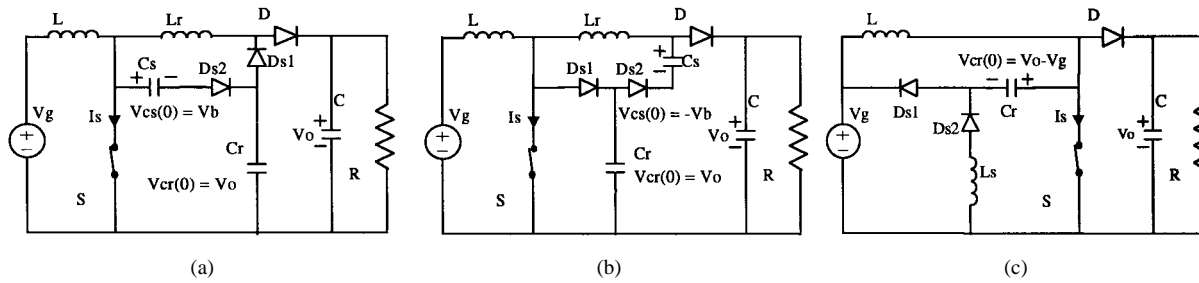 L
Lr
D
Ds1
+ Cs -
Ds2
Vg
Is
Vcs(0) = Vb
C
Vo
+
-
Cr
Vcr(0) = Vo
S
R
(a)
L
Lr
D
+
-
Cs
Ds1
Ds2
Vg
Is
Vcs(0) = -Vb
C
Vo
+
-
Cr
Vcr(0) = Vo
S
R
(b)
L
D
Vcr(0) = Vo-Vg
- +
Vg
Ds1
Cr
C
Ds2
Is
Vo
+
-
Ls
S
R
(c)